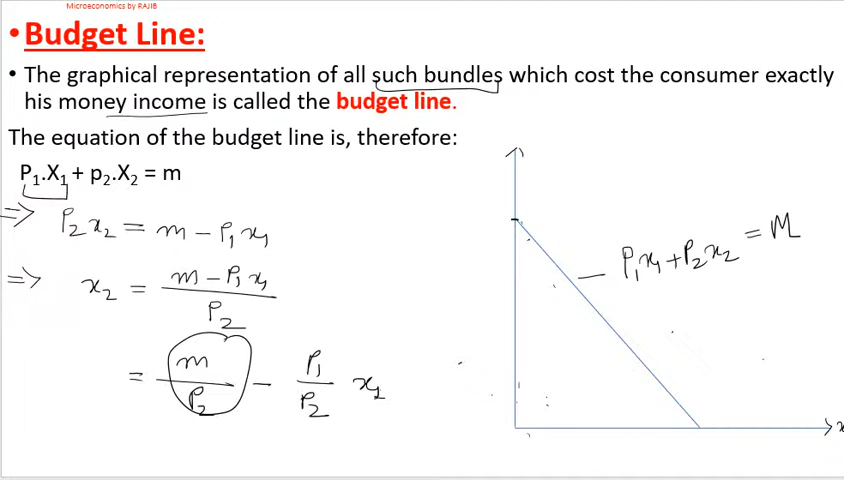 Microeconomics by RAJIB
•Budget Line:
• The graphical representation of all such bundles which cost the consumer exactly
his money income is called the budget line.
The equation of the budget line is, therefore:
P₁.X₁ + p₂.X₂ = m
=> P₂x₂ = m – P₁x₁
=> x₂ = (m – P₁x₁)/P₂
= m/P₂ – P₁/P₂ x₁
– P₁x₁ + P₂x₂ = M
x